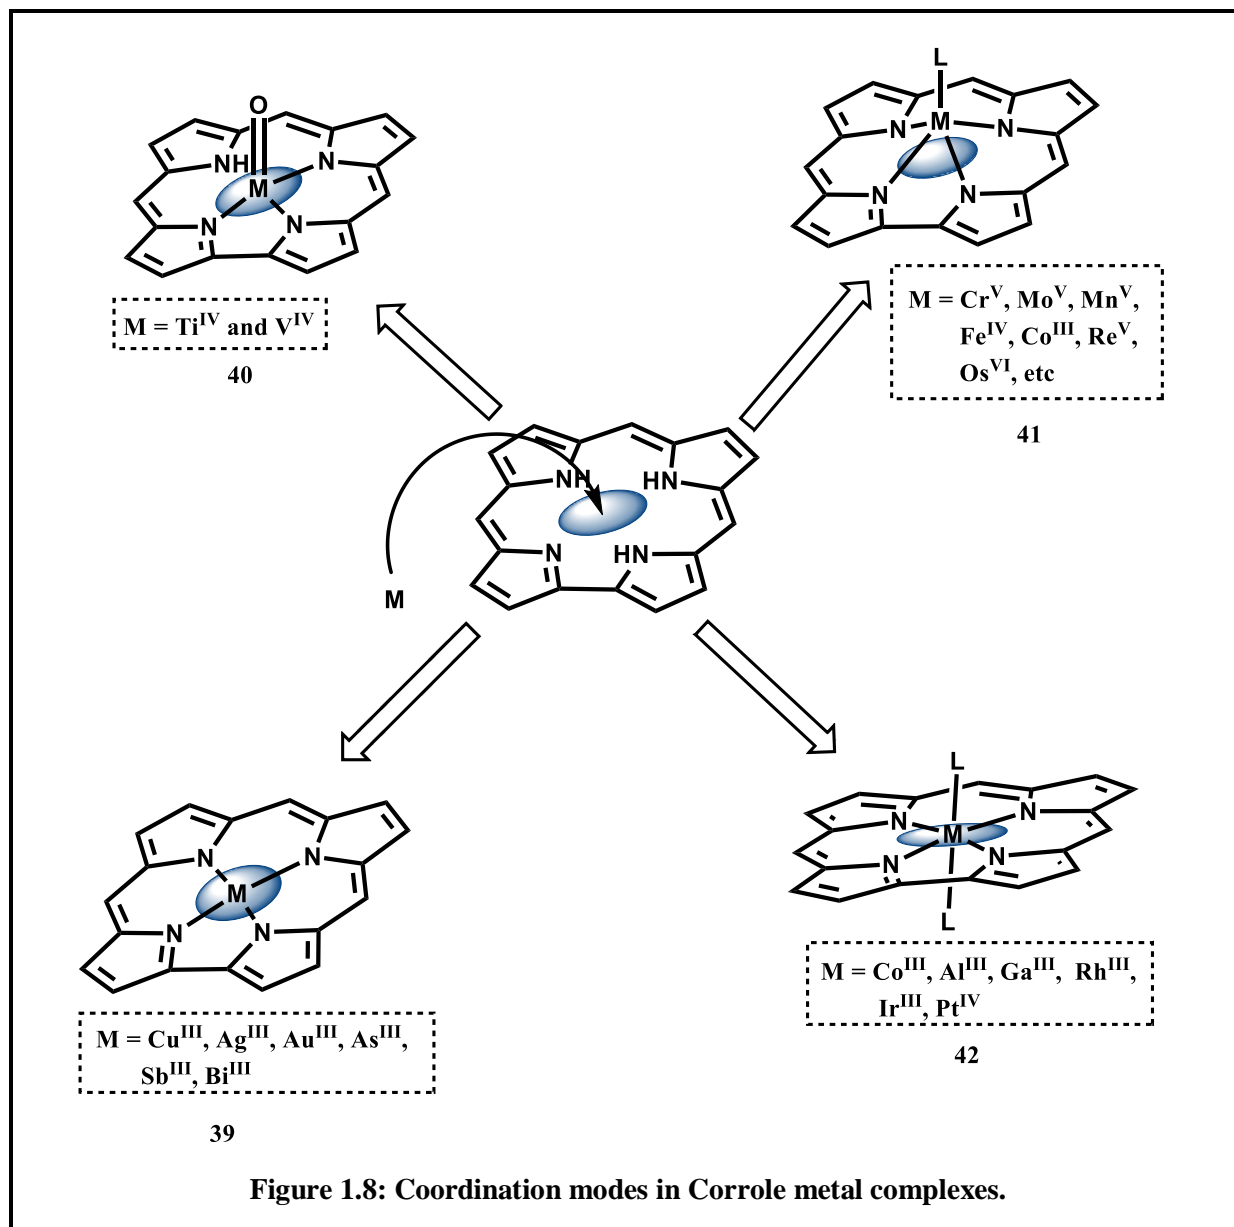 O
NH
N
M
N
N
M = Ti^IV and V^IV
40
L
N
M
N
N
N
M = Cr^V, Mo^V, Mn^V,
Fe^IV, Co^III, Re^V,
Os^VI, etc
41
NH
HN
N
HN
M
N
N
M
N
N
M = Cu^III, Ag^III, Au^III, As^III,
Sb^III, Bi^III
39
L
N
N
M
N
N
L
M = Co^III, Al^III, Ga^III, Rh^III,
Ir^III, Pt^IV
42
Figure 1.8: Coordination modes in Corrole metal complexes.